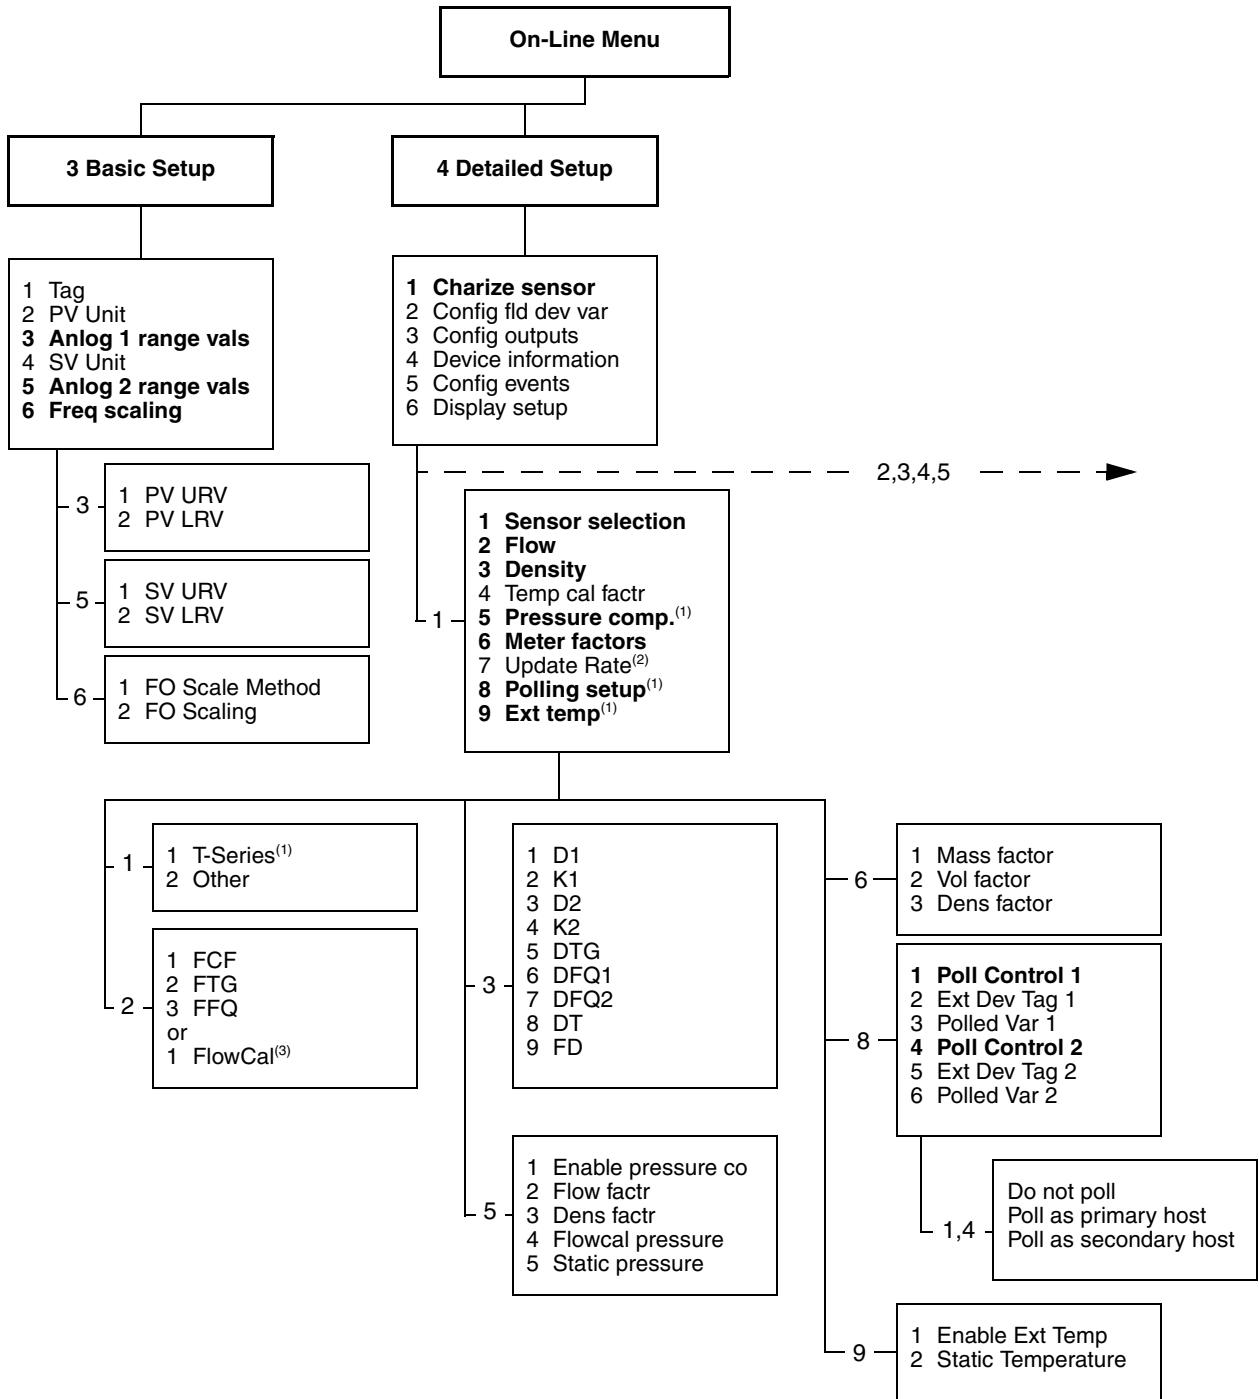 On-Line Menu
3 Basic Setup
4 Detailed Setup
1 Tag
2 PV Unit
3 Anlog 1 range vals
4 SV Unit
5 Anlog 2 range vals
6 Freq scaling
1 Charize sensor
2 Config fld dev var
3 Config outputs
4 Device information
5 Config events
6 Display setup
2,3,4,5
3
1 PV URV
2 PV LRV
5
1 SV URV
2 SV LRV
6
1 FO Scale Method
2 FO Scaling
1
1 Sensor selection
2 Flow
3 Density
4 Temp cal factr
5 Pressure comp.(1)
6 Meter factors
7 Update Rate(2)
8 Polling setup(1)
9 Ext temp(1)
1
1 T-Series(1)
2 Other
2
1 FCF
2 FTG
3 FFQ
or
1 FlowCal(3)
3
1 D1
2 K1
3 D2
4 K2
5 DTG
6 DFQ1
7 DFQ2
8 DT
9 FD
5
1 Enable pressure co
2 Flow factr
3 Dens factr
4 Flowcal pressure
5 Static pressure
6
1 Mass factor
2 Vol factor
3 Dens factor
8
1 Poll Control 1
2 Ext Dev Tag 1
3 Polled Var 1
4 Poll Control 2
5 Ext Dev Tag 2
6 Polled Var 2
1,4
Do not poll
Poll as primary host
Poll as secondary host
9
1 Enable Ext Temp
2 Static Temperature